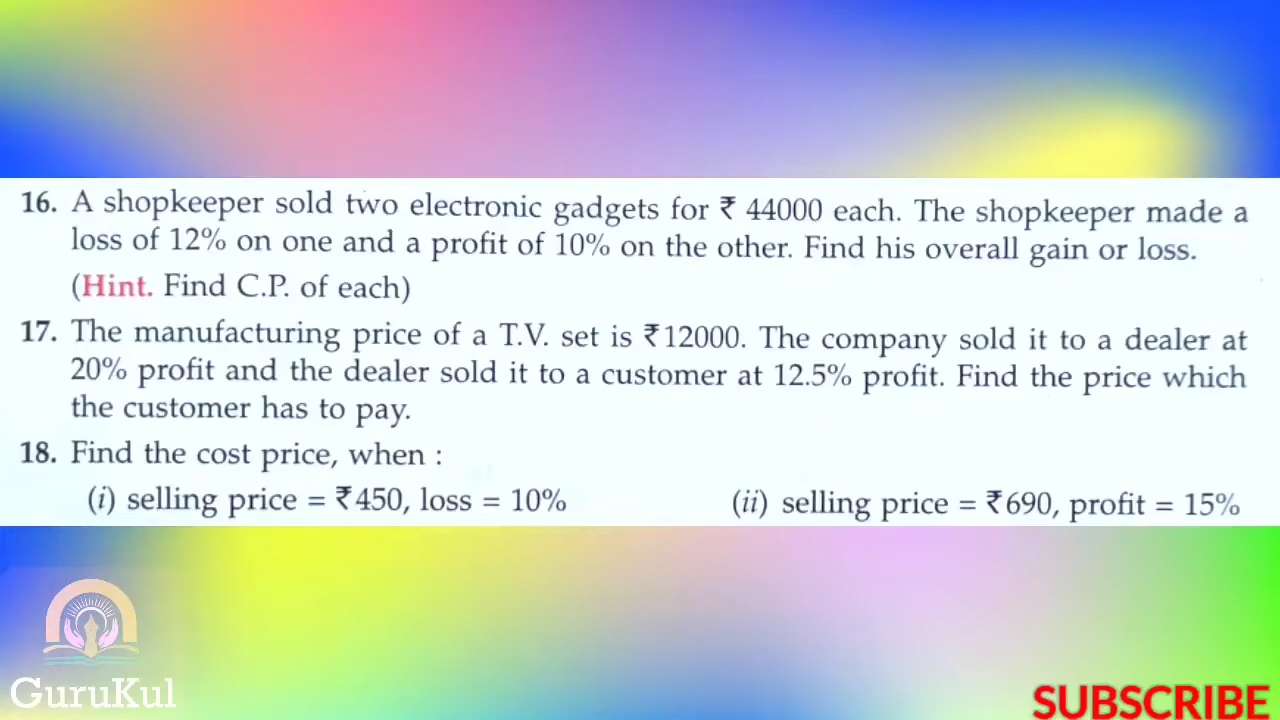 16. A shopkeeper sold two electronic gadgets for ₹ 44000 each. The shopkeeper made a
loss of 12% on one and a profit of 10% on the other. Find his overall gain or loss.
(Hint. Find C.P. of each)
17. The manufacturing price of a T.V. set is ₹12000. The company sold it to a dealer at
20% profit and the dealer sold it to a customer at 12.5% profit. Find the price which
the customer has to pay.
18. Find the cost price, when :
(i) selling price = ₹450, loss = 10% (ii) selling price = ₹690, profit = 15%
GuruKul
SUBSCRIBE